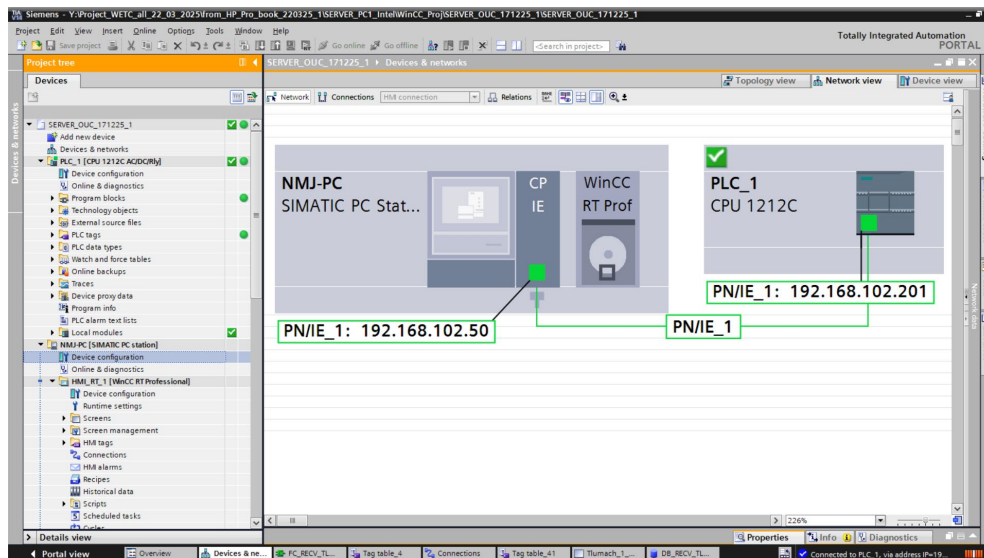 Siemens - Y:\Project_WETC_all_22_03_2025\from_HP_Pro_book_220325_1\SERVER_PC1_Intel\WinCC_Proj\SERVER_OUC_171225_1\SERVER_OUC_171225_1
Project Edit View Insert Online Options Tools Window Help
Totally Integrated Automation
PORTAL
Save project Go online Go offline <Search in project>
Project tree
SERVER_OUC_171225_1 Devices & networks
Devices
Topology view Network view Device view
Network Connections HMI connection Relations
Devices & networks
SERVER_OUC_171225_1
Add new device
Devices & networks
PLC_1 [CPU 1212C AC/DC/Rly]
Device configuration
Online & diagnostics
Program blocks
Technology objects
External source files
PLC tags
PLC data types
Watch and force tables
Online backups
Traces
Device proxy data
Program info
PLC alarm text lists
Local modules
NMJ-PC [SIMATIC PC station]
Device configuration
Online & diagnostics
HMI_RT_1 [WinCC RT Professional]
Device configuration
Runtime settings
Screens
Screen management
HMI tags
Connections
HMI alarms
Recipes
Historical data
Scripts
Scheduled tasks
Cycles
NMJ-PC
SIMATIC PC Stat...
CP
IE
WinCC
RT Prof
PLC_1
CPU 1212C
PN/IE_1: 192.168.102.201
PN/IE_1: 192.168.102.50
PN/IE_1
Network data
226%
Details view
Properties Info Diagnostics
Portal view Overview Devices & ne... FC_RECV_TL... Tag table_4 Connections Tag table_41 Tlumach_1_... DB_RECV_TL... Connected to PLC_1, via address IP=19...